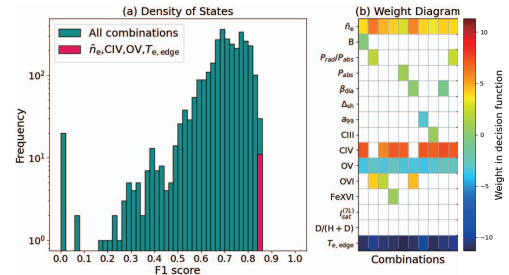 (a) Density of States
(b) Weight Diagram
All combinations
n̄e,CIV,OV,Te, edge
Frequency
10²
10¹
10⁰
0.0 0.1 0.2 0.3 0.4 0.5 0.6 0.7 0.8 0.9 1.0
F1 score
n̄e
B
Prad/Pabs
Pabs
βdia
Δsh
a99
CIII
CIV
OV
OVI
FeXVI
D/(H + D)
Te, edge
Combinations
10
5
0
−5
−10
Weight in decision function